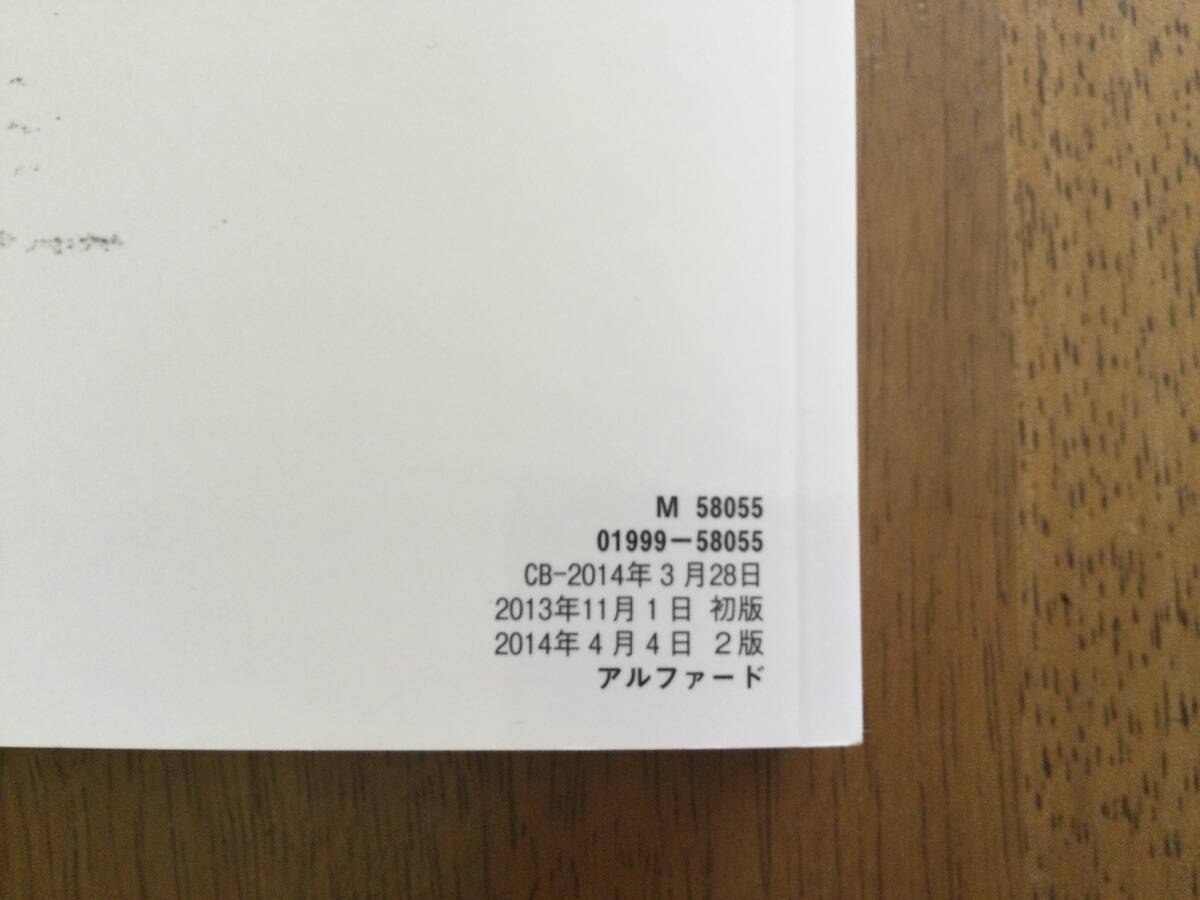 M 58055
01999-58055
CB-2014年3月28日
2013年11月1日 初版
2014年4月4日 2版
アルファード